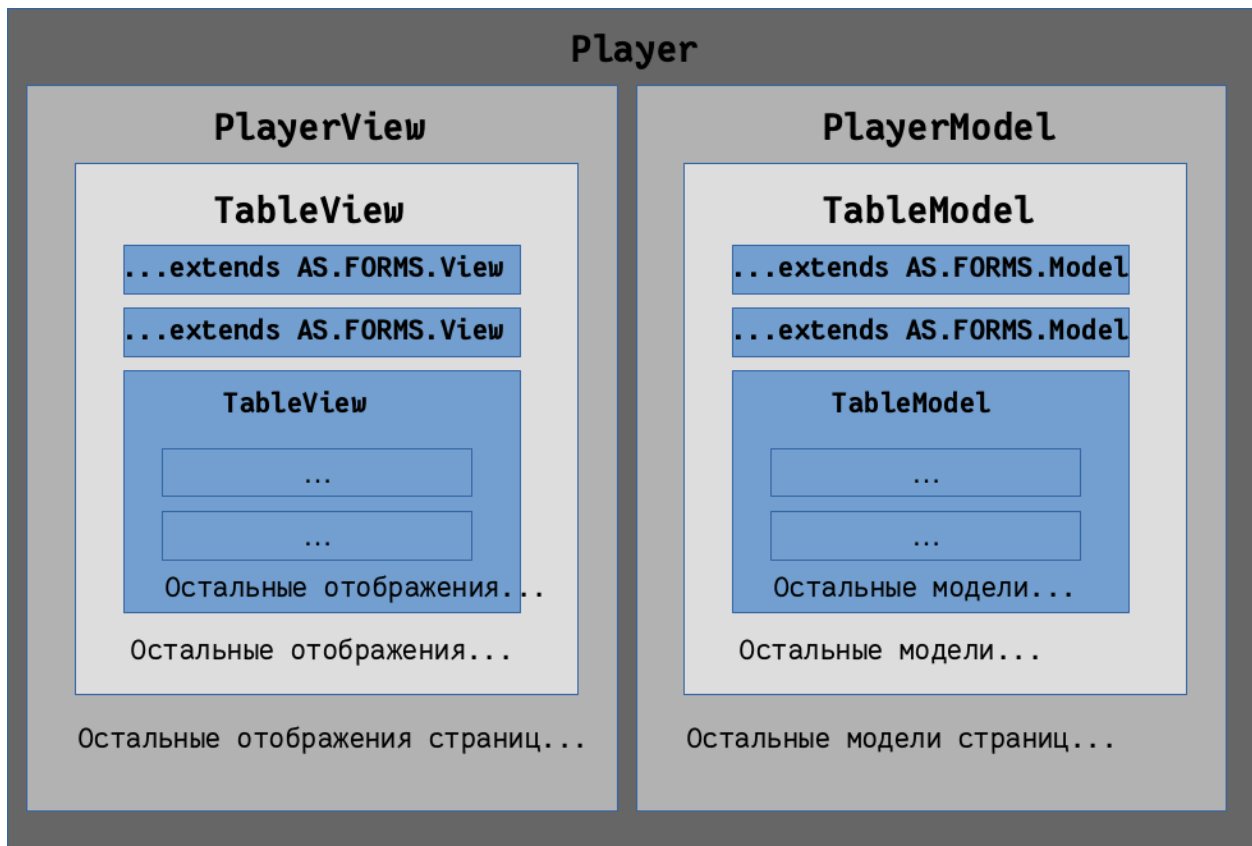 Player
PlayerView
TableView
...extends AS.FORMS.View
...extends AS.FORMS.View
TableView
...
...
Остальные отображения...
Остальные отображения...
Остальные отображения страниц...
PlayerModel
TableModel
...extends AS.FORMS.Model
...extends AS.FORMS.Model
TableModel
...
...
Остальные модели...
Остальные модели...
Остальные модели страниц...